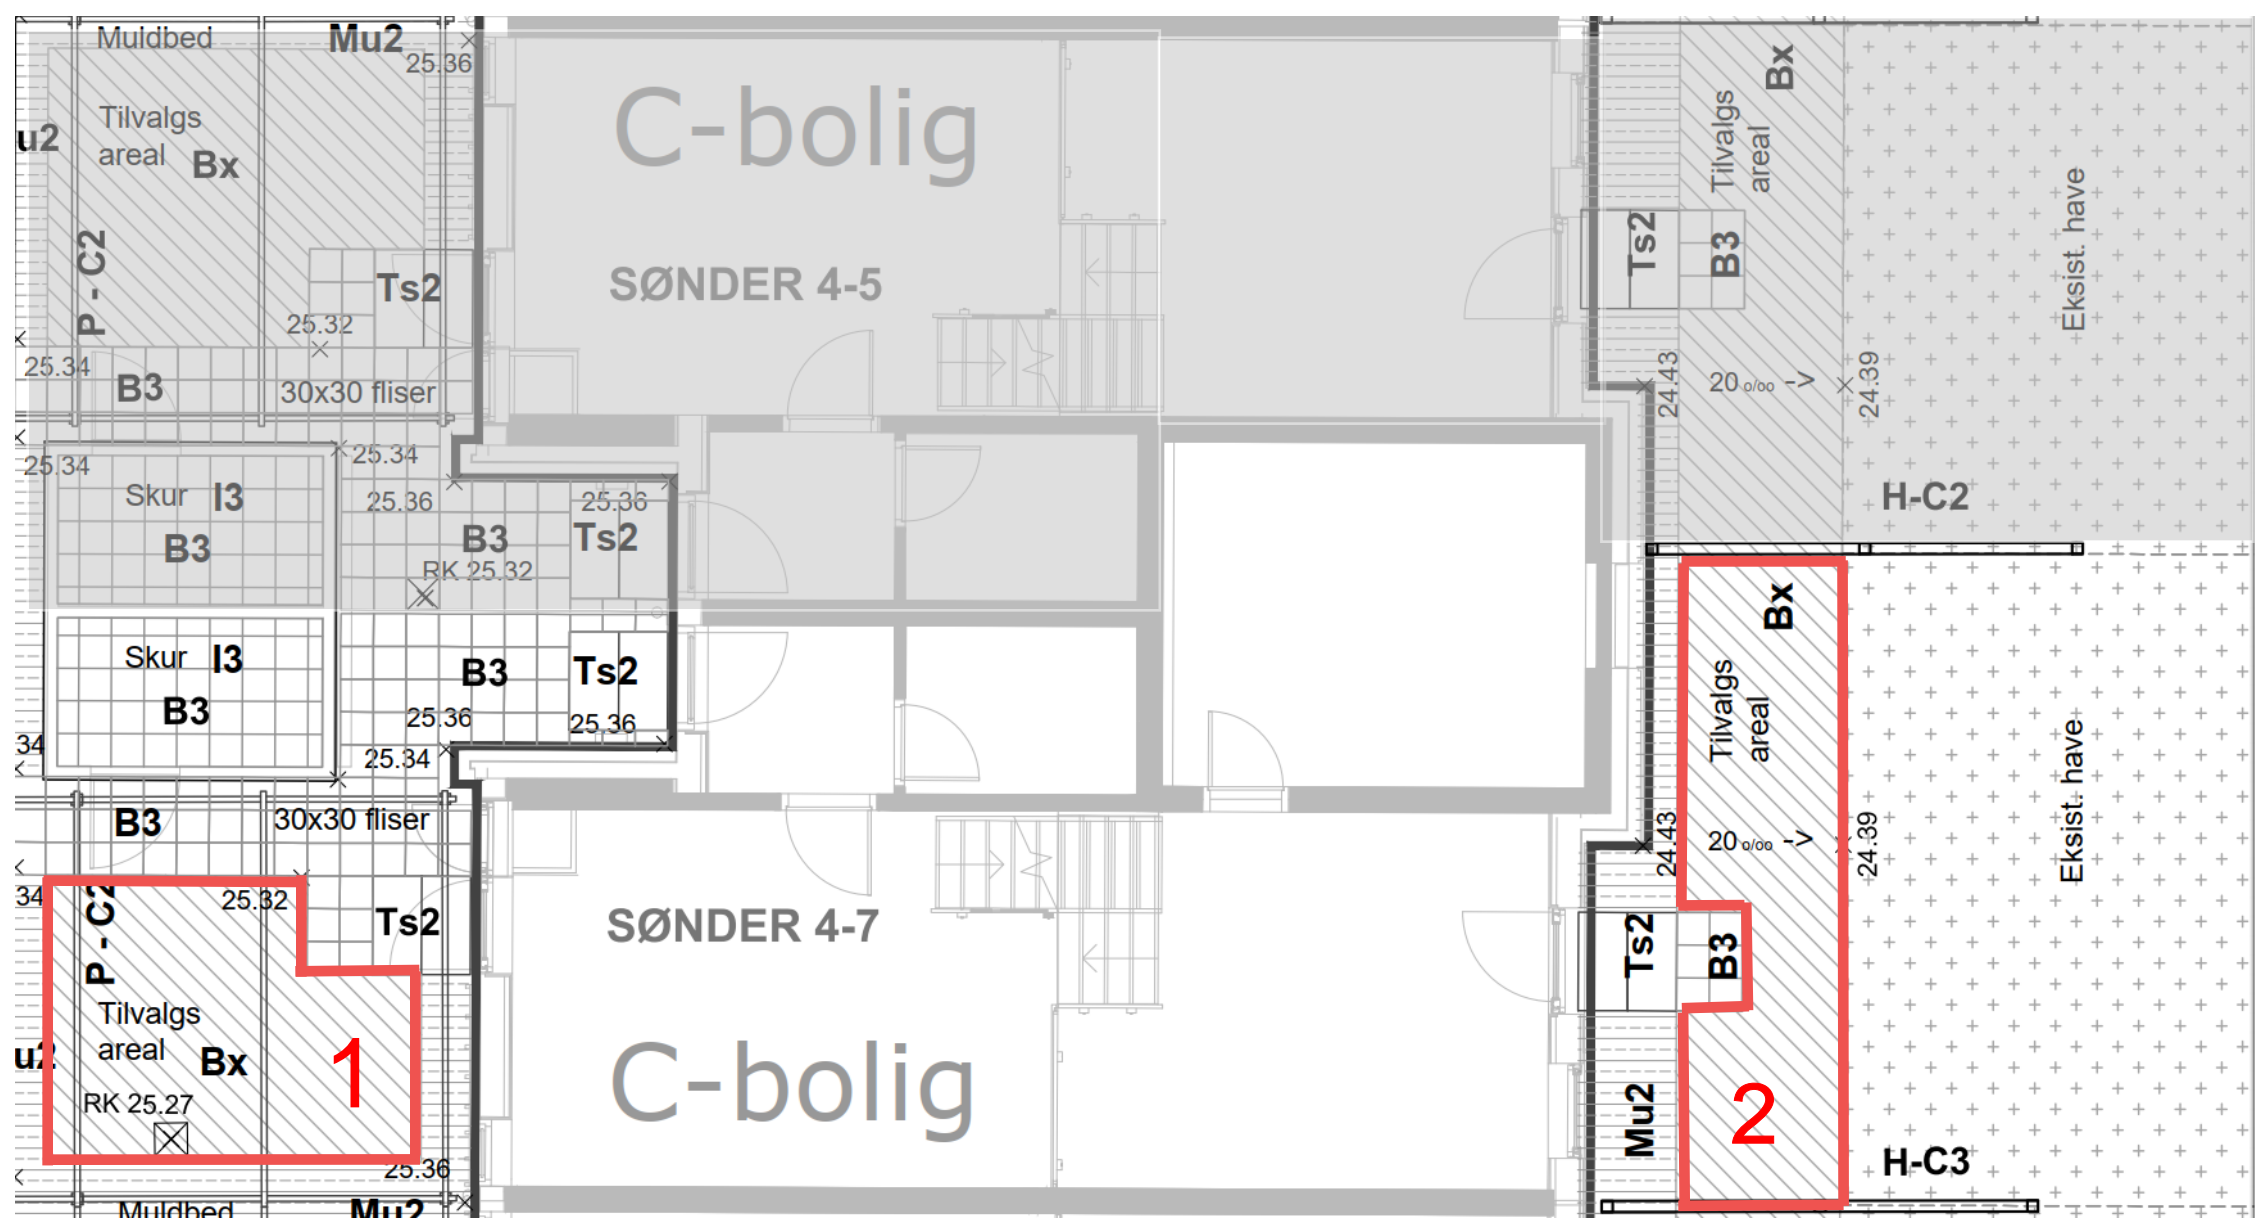 Muldbed
Mu2
25.36
Tilvalgs
areal
Bx
u2
P - C2
Ts2
25.32
25.34
B3
30x30 fliser
C-bolig
SØNDER 4-5
Bx
Tilvalgs
areal
Ts2
B3
24.43
20 o/oo ->
24.39
Eksist. have
H-C2
25.34
25.34
Skur I3
B3
25.36
25.36
B3
Ts2
RK 25.32
Skur I3
B3
B3
Ts2
25.36
25.36
34
25.34
B3
30x30 fliser
34
P - C2
25.32
Ts2
Tilvalgs
areal
Bx
1
u2
RK 25.27
25.36
Muldbed
Mu2
SØNDER 4-7
C-bolig
Bx
Tilvalgs
areal
24.43
20 o/oo ->
24.39
Eksist. have
Ts2
B3
Mu2
2
H-C3